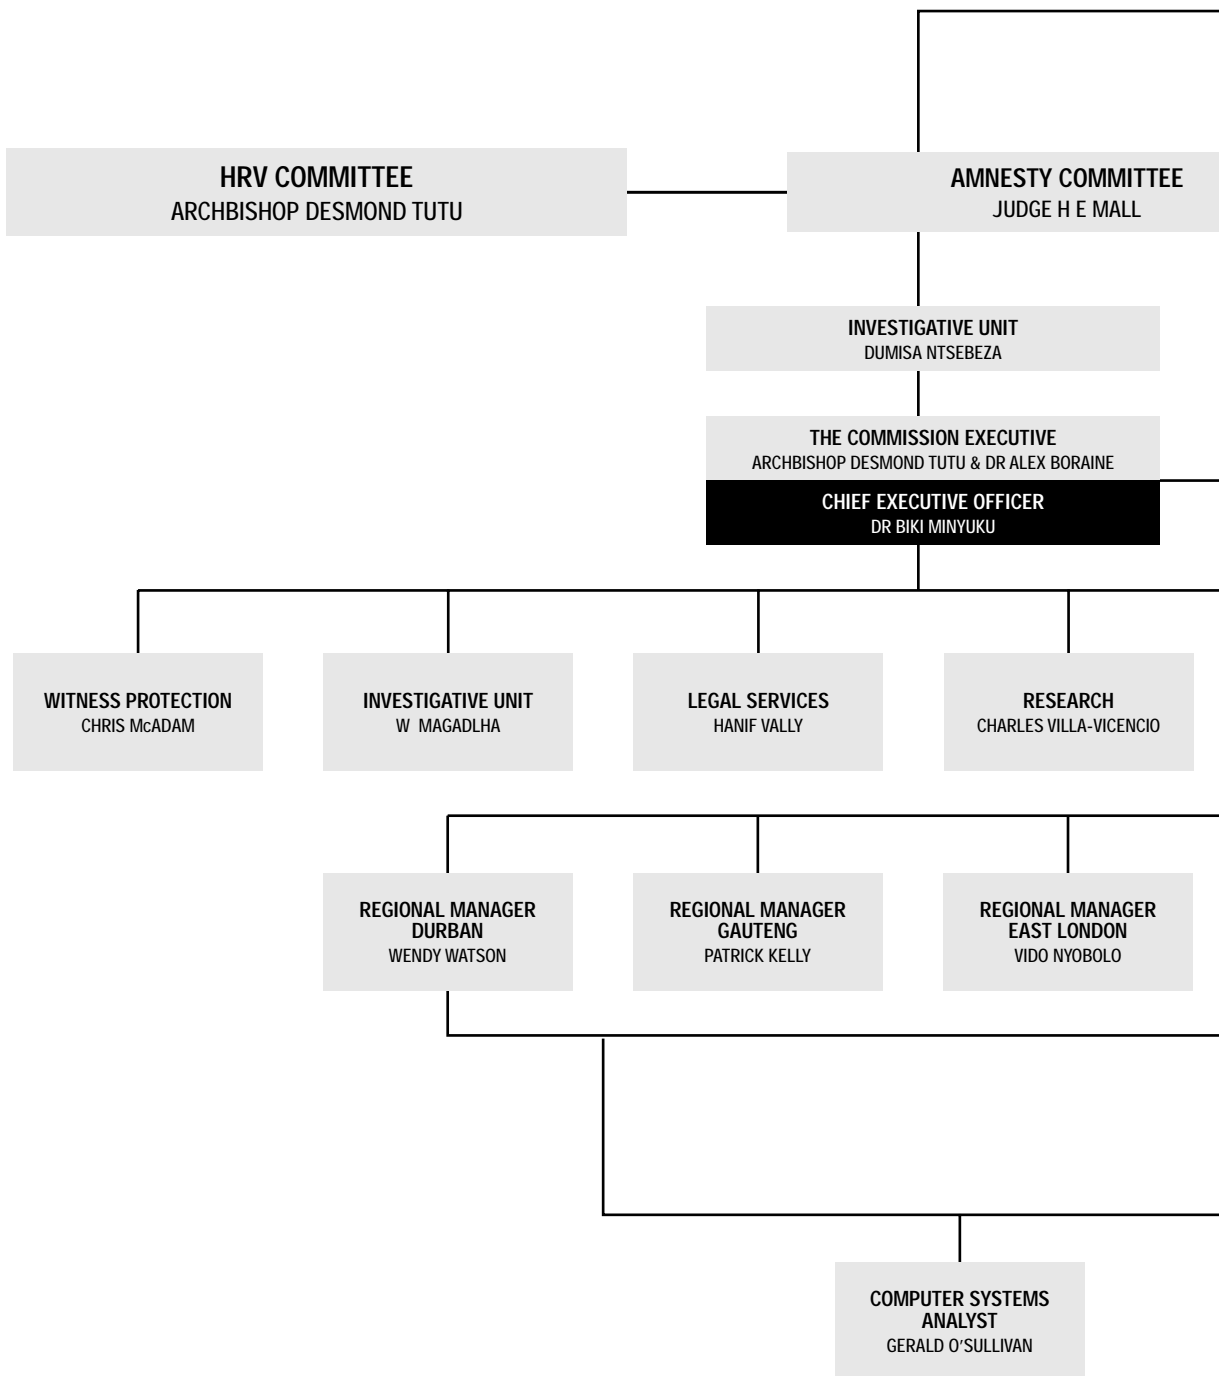 HRV COMMITTEE
ARCHBISHOP DESMOND TUTU
AMNESTY COMMITTEE
JUDGE H E MALL
INVESTIGATIVE UNIT
DUMISA NTSEBEZA
THE COMMISSION EXECUTIVE
ARCHBISHOP DESMOND TUTU & DR ALEX BORAINE
CHIEF EXECUTIVE OFFICER
DR BIKI MINYUKU
WITNESS PROTECTION
CHRIS McADAM
INVESTIGATIVE UNIT
W MAGADLHA
LEGAL SERVICES
HANIF VALLY
RESEARCH
CHARLES VILLA-VICENCIO
REGIONAL MANAGER
DURBAN
WENDY WATSON
REGIONAL MANAGER
GAUTENG
PATRICK KELLY
REGIONAL MANAGER
EAST LONDON
VIDO NYOBOLO
COMPUTER SYSTEMS
ANALYST
GERALD O'SULLIVAN